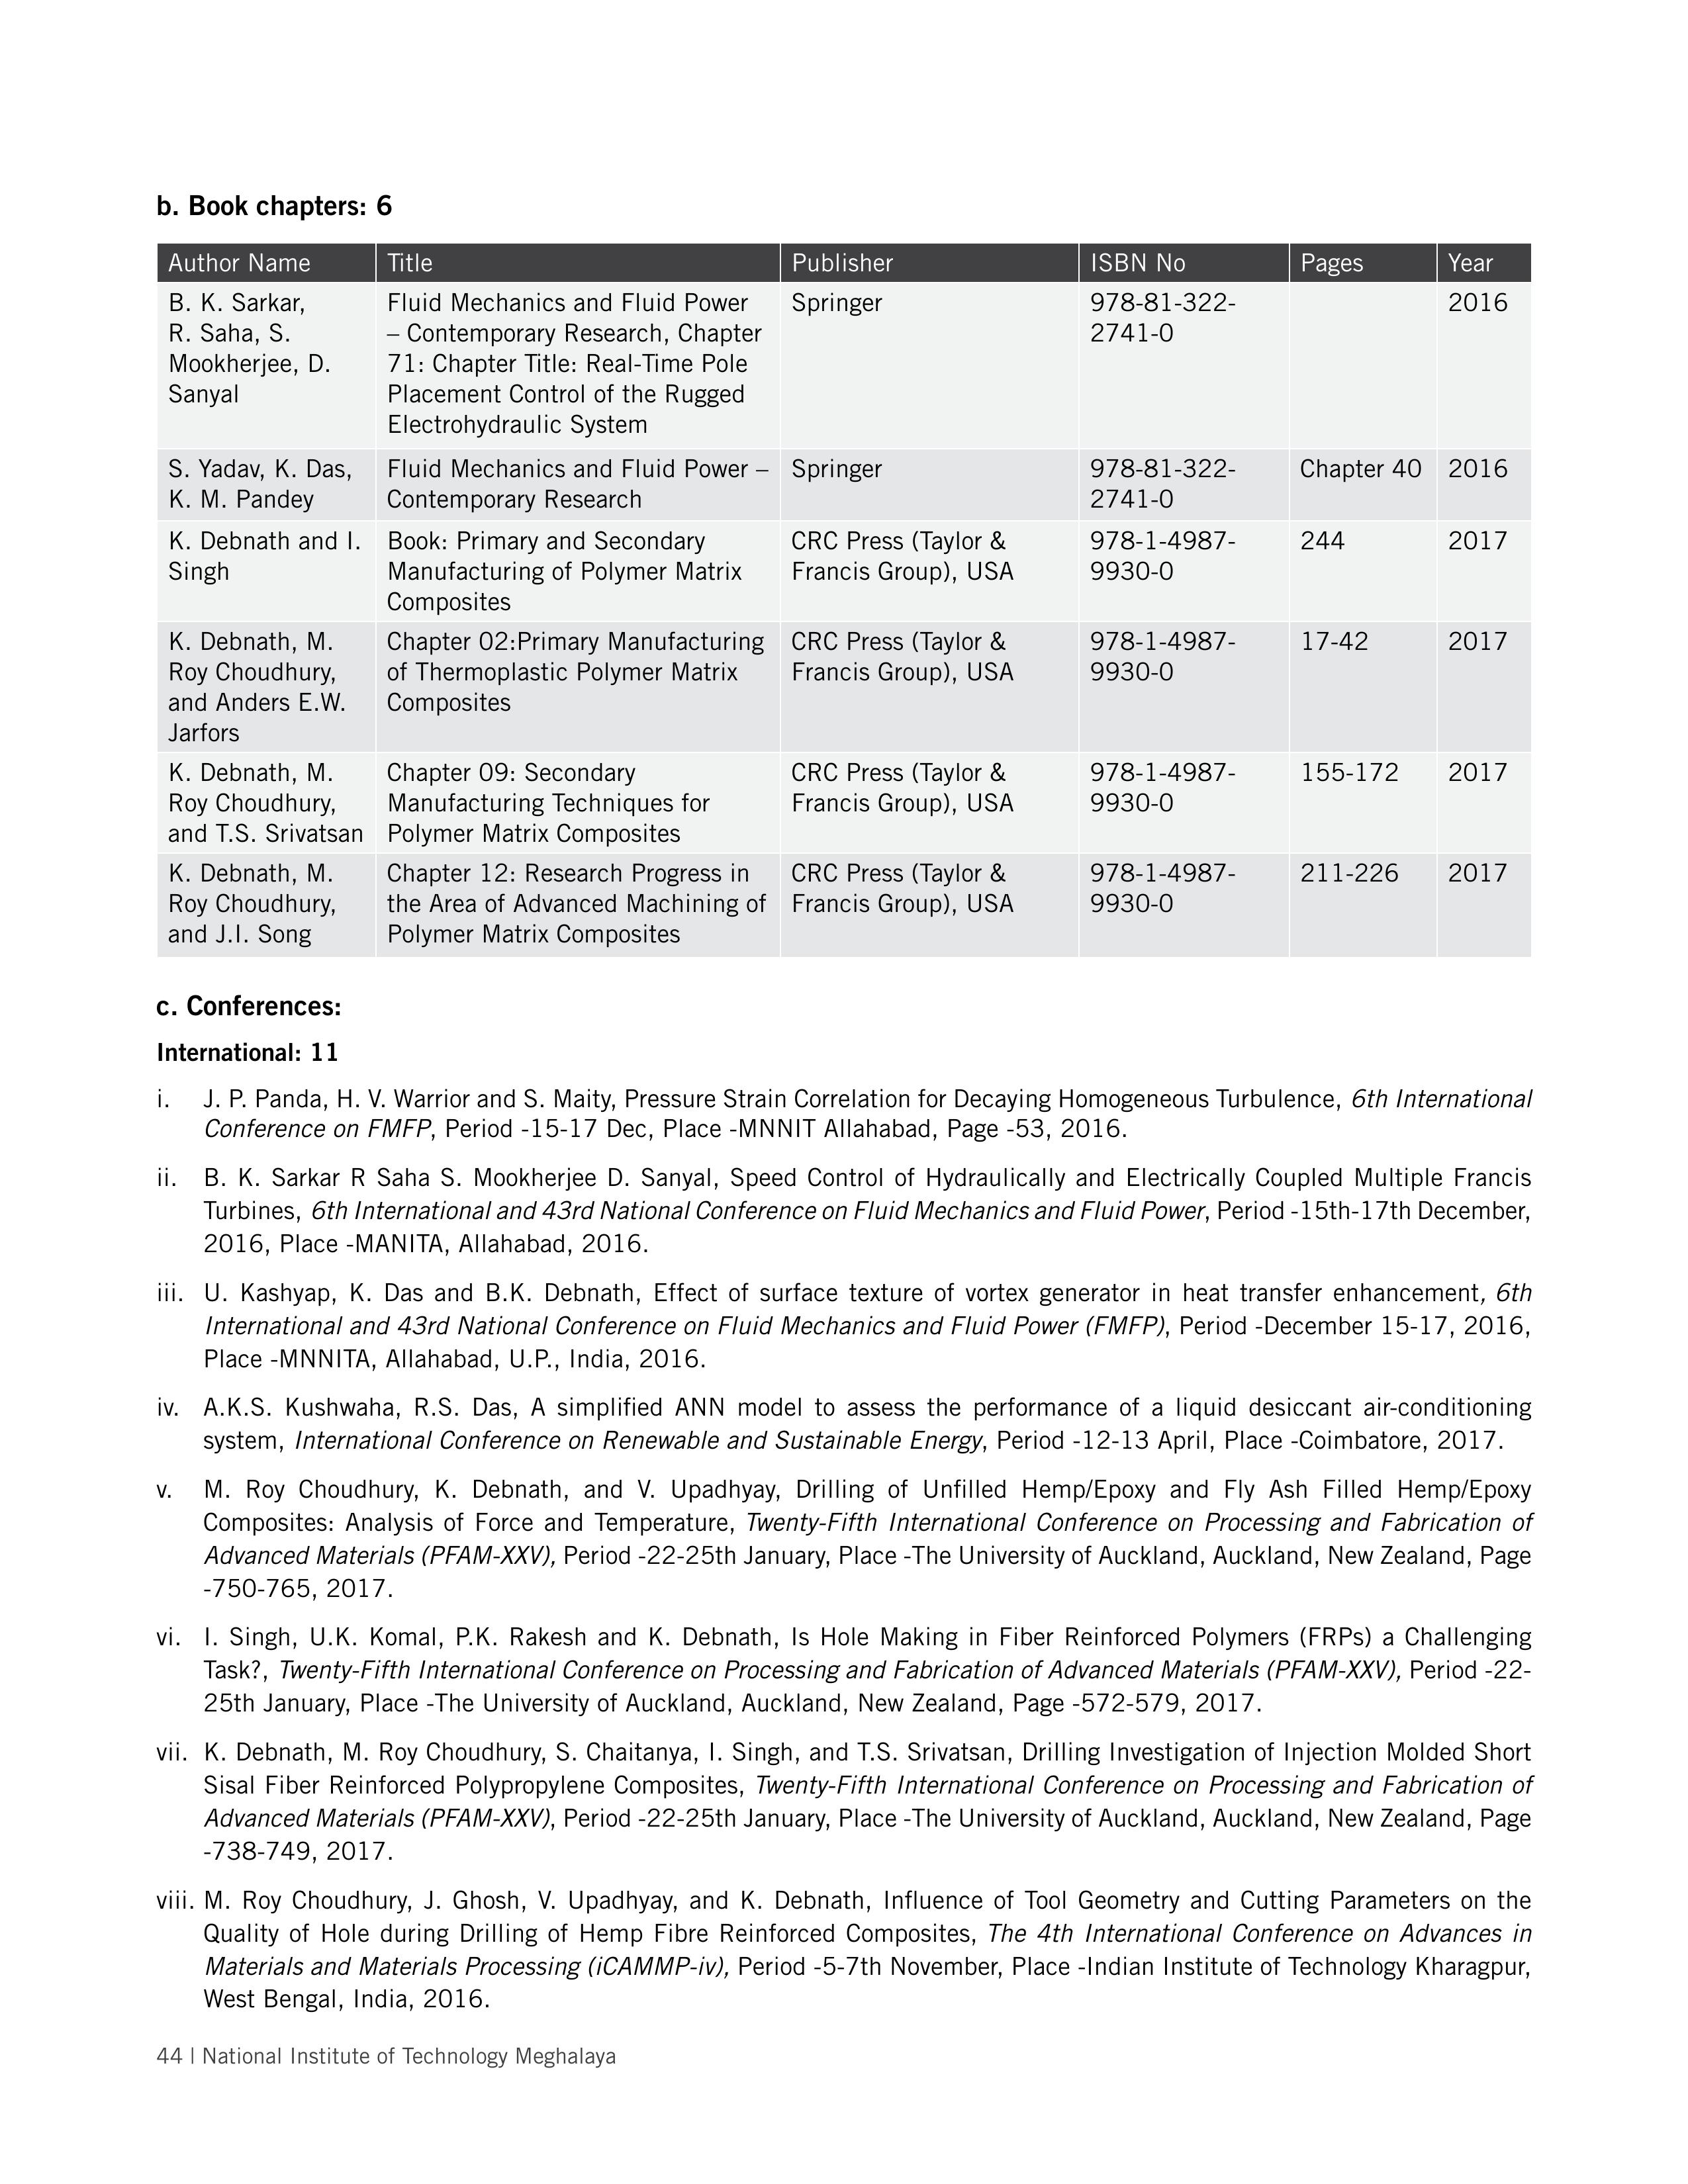 b. Book chapters: 6
Author Name Title Publisher ISBN No Pages Year
B. K. Sarkar,
R. Saha, S.
Mookherjee, D.
Sanyal
Fluid Mechanics and Fluid Power
– Contemporary Research, Chapter
71: Chapter Title: Real-Time Pole
Placement Control of the Rugged
Electrohydraulic System
Springer
978-81-322-
2741-0
2016
S. Yadav, K. Das,
K. M. Pandey
Fluid Mechanics and Fluid Power –
Contemporary Research
Springer
978-81-322-
2741-0
Chapter 40
2016
K. Debnath and I.
Singh
Book: Primary and Secondary
Manufacturing of Polymer Matrix
Composites
CRC Press (Taylor &
Francis Group), USA
978-1-4987-
9930-0
244
2017
K. Debnath, M.
Roy Choudhury,
and Anders E.W.
Jarfors
Chapter 02:Primary Manufacturing
of Thermoplastic Polymer Matrix
Composites
CRC Press (Taylor &
Francis Group), USA
978-1-4987-
9930-0
17-42
2017
K. Debnath, M.
Roy Choudhury,
and T.S. Srivatsan
Chapter 09: Secondary
Manufacturing Techniques for
Polymer Matrix Composites
CRC Press (Taylor &
Francis Group), USA
978-1-4987-
9930-0
155-172
2017
K. Debnath, M.
Roy Choudhury,
and J.I. Song
Chapter 12: Research Progress in
the Area of Advanced Machining of
Polymer Matrix Composites
CRC Press (Taylor &
Francis Group), USA
978-1-4987-
9930-0
211-226
2017
c. Conferences:
International: 11
i. J. P. Panda, H. V. Warrior and S. Maity, Pressure Strain Correlation for Decaying Homogeneous Turbulence, 6th International
Conference on FMFP, Period -15-17 Dec, Place -MNNIT Allahabad, Page -53, 2016.
ii. B. K. Sarkar R Saha S. Mookherjee D. Sanyal, Speed Control of Hydraulically and Electrically Coupled Multiple Francis
Turbines, 6th International and 43rd National Conference on Fluid Mechanics and Fluid Power, Period -15th-17th December,
2016, Place -MANITA, Allahabad, 2016.
iii. U. Kashyap, K. Das and B.K. Debnath, Effect of surface texture of vortex generator in heat transfer enhancement, 6th
International and 43rd National Conference on Fluid Mechanics and Fluid Power (FMFP), Period -December 15-17, 2016,
Place -MNNITA, Allahabad, U.P., India, 2016.
iv. A.K.S. Kushwaha, R.S. Das, A simplified ANN model to assess the performance of a liquid desiccant air-conditioning
system, International Conference on Renewable and Sustainable Energy, Period -12-13 April, Place -Coimbatore, 2017.
v. M. Roy Choudhury, K. Debnath, and V. Upadhyay, Drilling of Unfilled Hemp/Epoxy and Fly Ash Filled Hemp/Epoxy
Composites: Analysis of Force and Temperature, Twenty-Fifth International Conference on Processing and Fabrication of
Advanced Materials (PFAM-XXV), Period -22-25th January, Place -The University of Auckland, Auckland, New Zealand, Page
-750-765, 2017.
vi. I. Singh, U.K. Komal, P.K. Rakesh and K. Debnath, Is Hole Making in Fiber Reinforced Polymers (FRPs) a Challenging
Task?, Twenty-Fifth International Conference on Processing and Fabrication of Advanced Materials (PFAM-XXV), Period -22-
25th January, Place -The University of Auckland, Auckland, New Zealand, Page -572-579, 2017.
vii. K. Debnath, M. Roy Choudhury, S. Chaitanya, I. Singh, and T.S. Srivatsan, Drilling Investigation of Injection Molded Short
Sisal Fiber Reinforced Polypropylene Composites, Twenty-Fifth International Conference on Processing and Fabrication of
Advanced Materials (PFAM-XXV), Period -22-25th January, Place -The University of Auckland, Auckland, New Zealand, Page
-738-749, 2017.
viii. M. Roy Choudhury, J. Ghosh, V. Upadhyay, and K. Debnath, Influence of Tool Geometry and Cutting Parameters on the
Quality of Hole during Drilling of Hemp Fibre Reinforced Composites, The 4th International Conference on Advances in
Materials and Materials Processing (iCAMMP-iv), Period -5-7th November, Place -Indian Institute of Technology Kharagpur,
West Bengal, India, 2016.
44 | National Institute of Technology Meghalaya